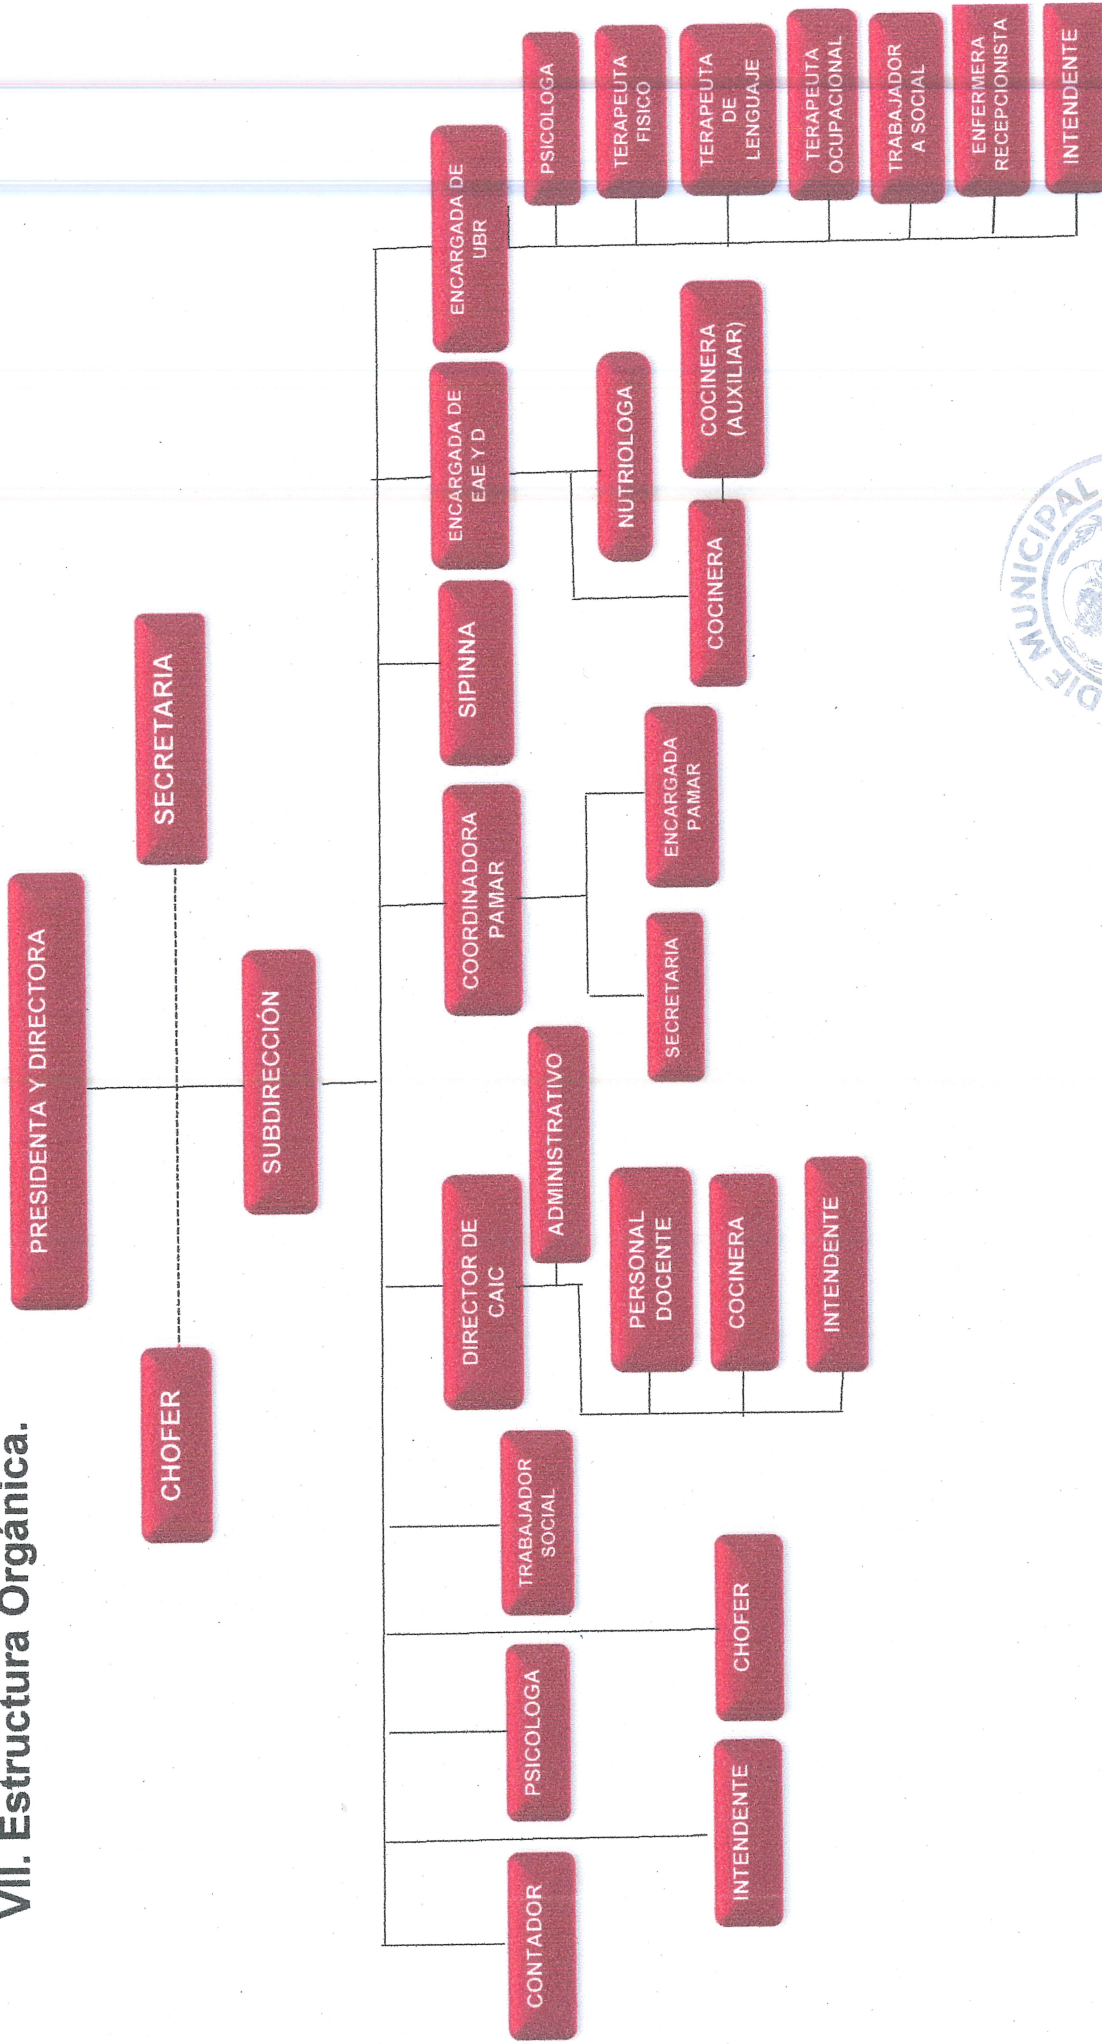 VII. Estructura Orgánica.
PRESIDENTA Y DIRECTORA
CHOFER
SECRETARIA
SUBDIRECCIÓN
CONTADOR
INTENDENTE
PSICOLOGA
CHOFER
TRABAJADOR
SOCIAL
DIRECTOR DE
CAIC
ADMINISTRATIVO
PERSONAL
DOCENTE
COCINERA
INTENDENTE
COORDINADORA
PAMAR
SECRETARIA
ENCARGADA
PAMAR
SIPINNA
ENCARGADA DE
EAE Y D
NUTRIOLOGA
COCINERA
COCINERA
(AUXILIAR)
ENCARGADA DE
UBR
PSICOLOGA
TERAPEUTA
FISICO
TERAPEUTA
DE
LENGUAJE
TERAPEUTA
OCUPACIONAL
TRABAJADOR
A SOCIAL
ENFERMERA
RECEPCIONISTA
INTENDENTE
DIF MUNICIPAL